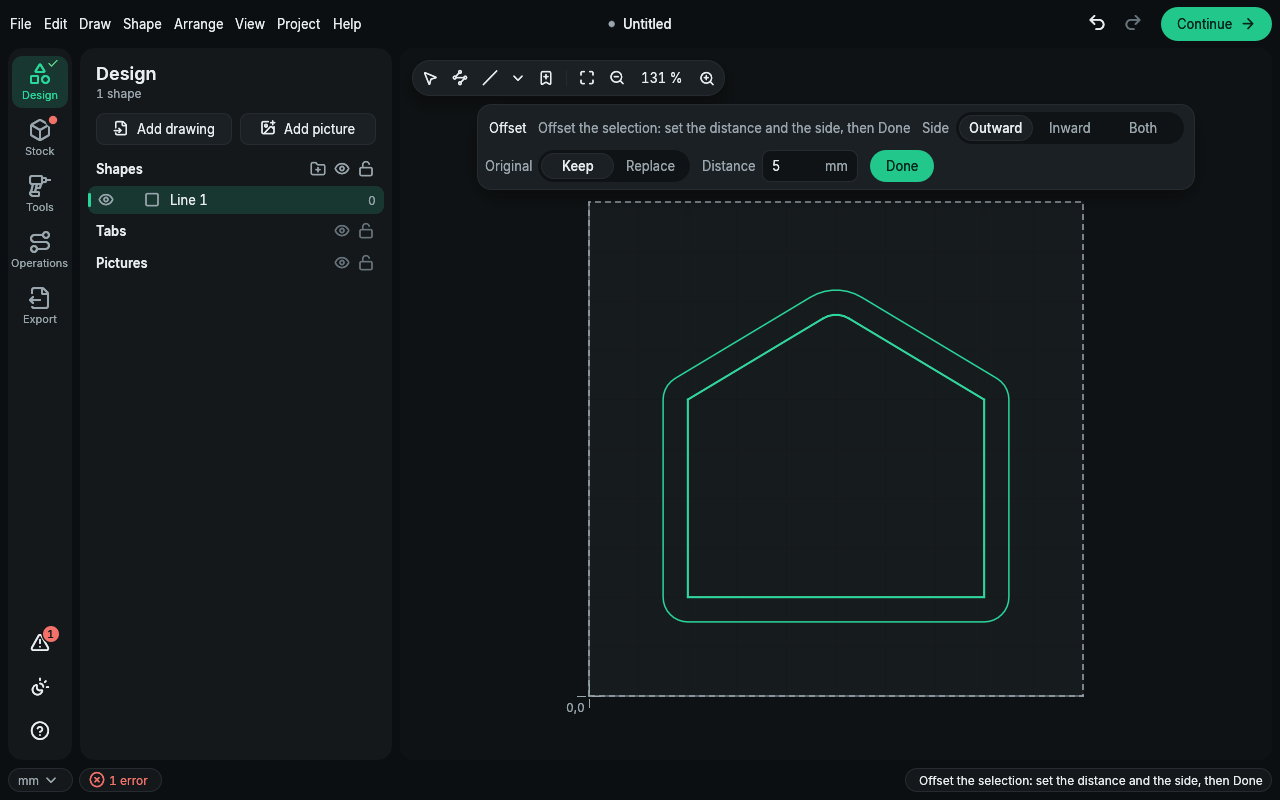 File Edit Draw Shape Arrange View Project Help
Untitled
Continue
Design
Stock
Tools
Operations
Export
1
Design
1 shape
Add drawing
Add picture
Shapes
Line 1
0
Tabs
Pictures
131 %
Offset Offset the selection: set the distance and the side, then Done Side Outward Inward Both
Original Keep Replace Distance 5 mm Done
0,0
mm
1 error
Offset the selection: set the distance and the side, then Done